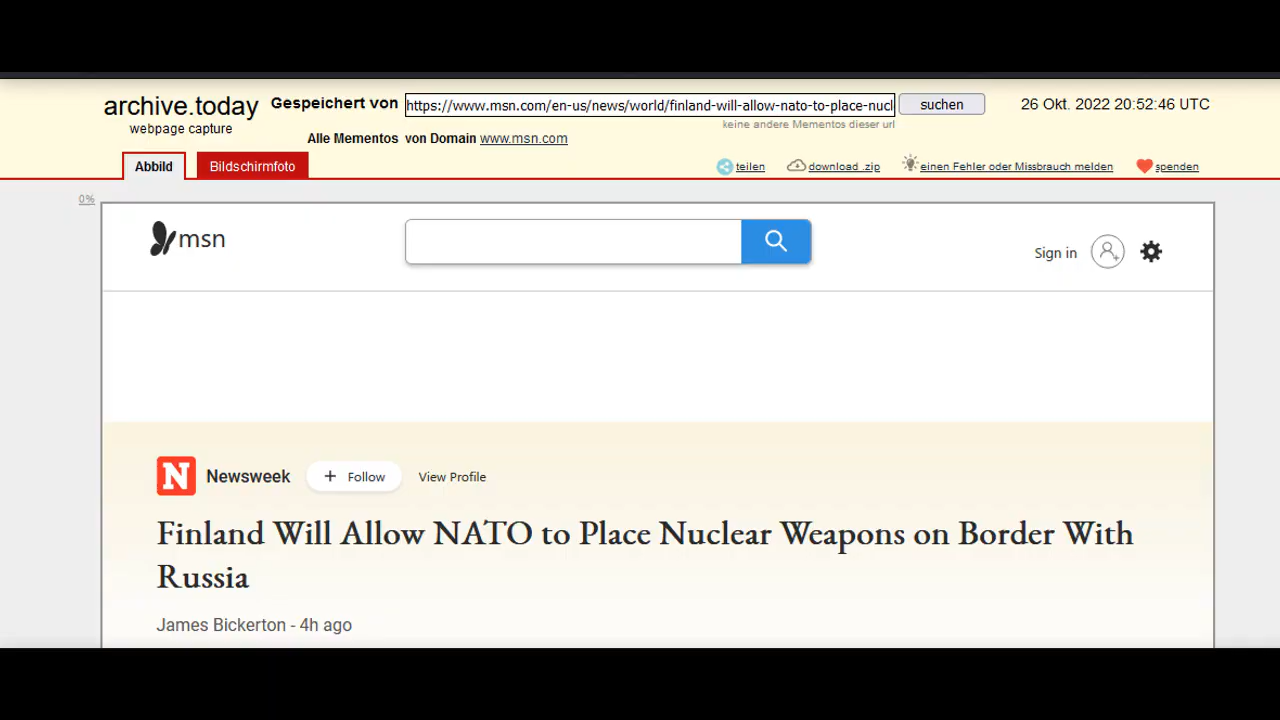 archive.today
webpage capture
Gespeichert von
https://www.msn.com/en-us/news/world/finland-will-allow-nato-to-place-nucl
suchen
26 Okt. 2022 20:52:46 UTC
keine andere Mementos dieser url
Alle Mementos von Domain www.msn.com
Abbild
Bildschirmfoto
teilen
download .zip
einen Fehler oder Missbrauch melden
spenden
0%
msn
Sign in
N
Newsweek
+ Follow
View Profile
Finland Will Allow NATO to Place Nuclear Weapons on Border With
Russia
James Bickerton - 4h ago